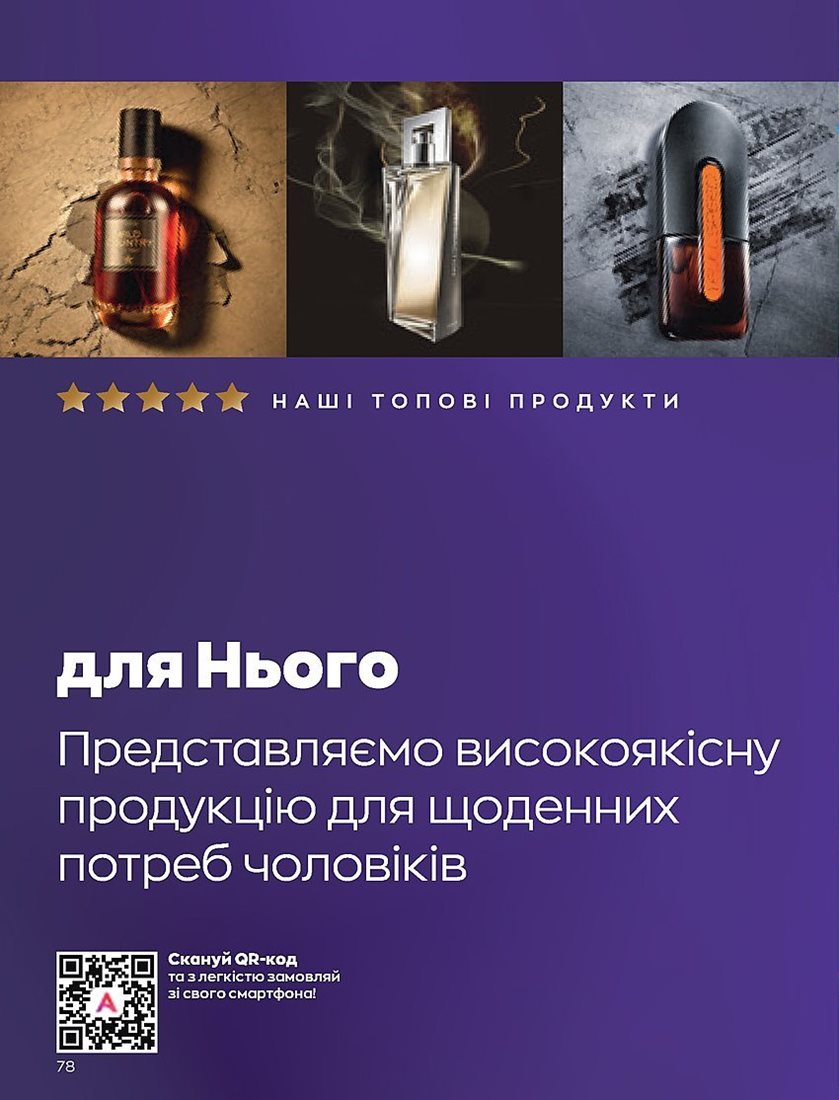 НАШІ ТОПОВІ ПРОДУКТИ
для Нього
Представляємо високоякісну
продукцію для щоденних
потреб чоловіків
Скануй QR-код
та з легкістю замовляй
зі свого смартфона!
A
78